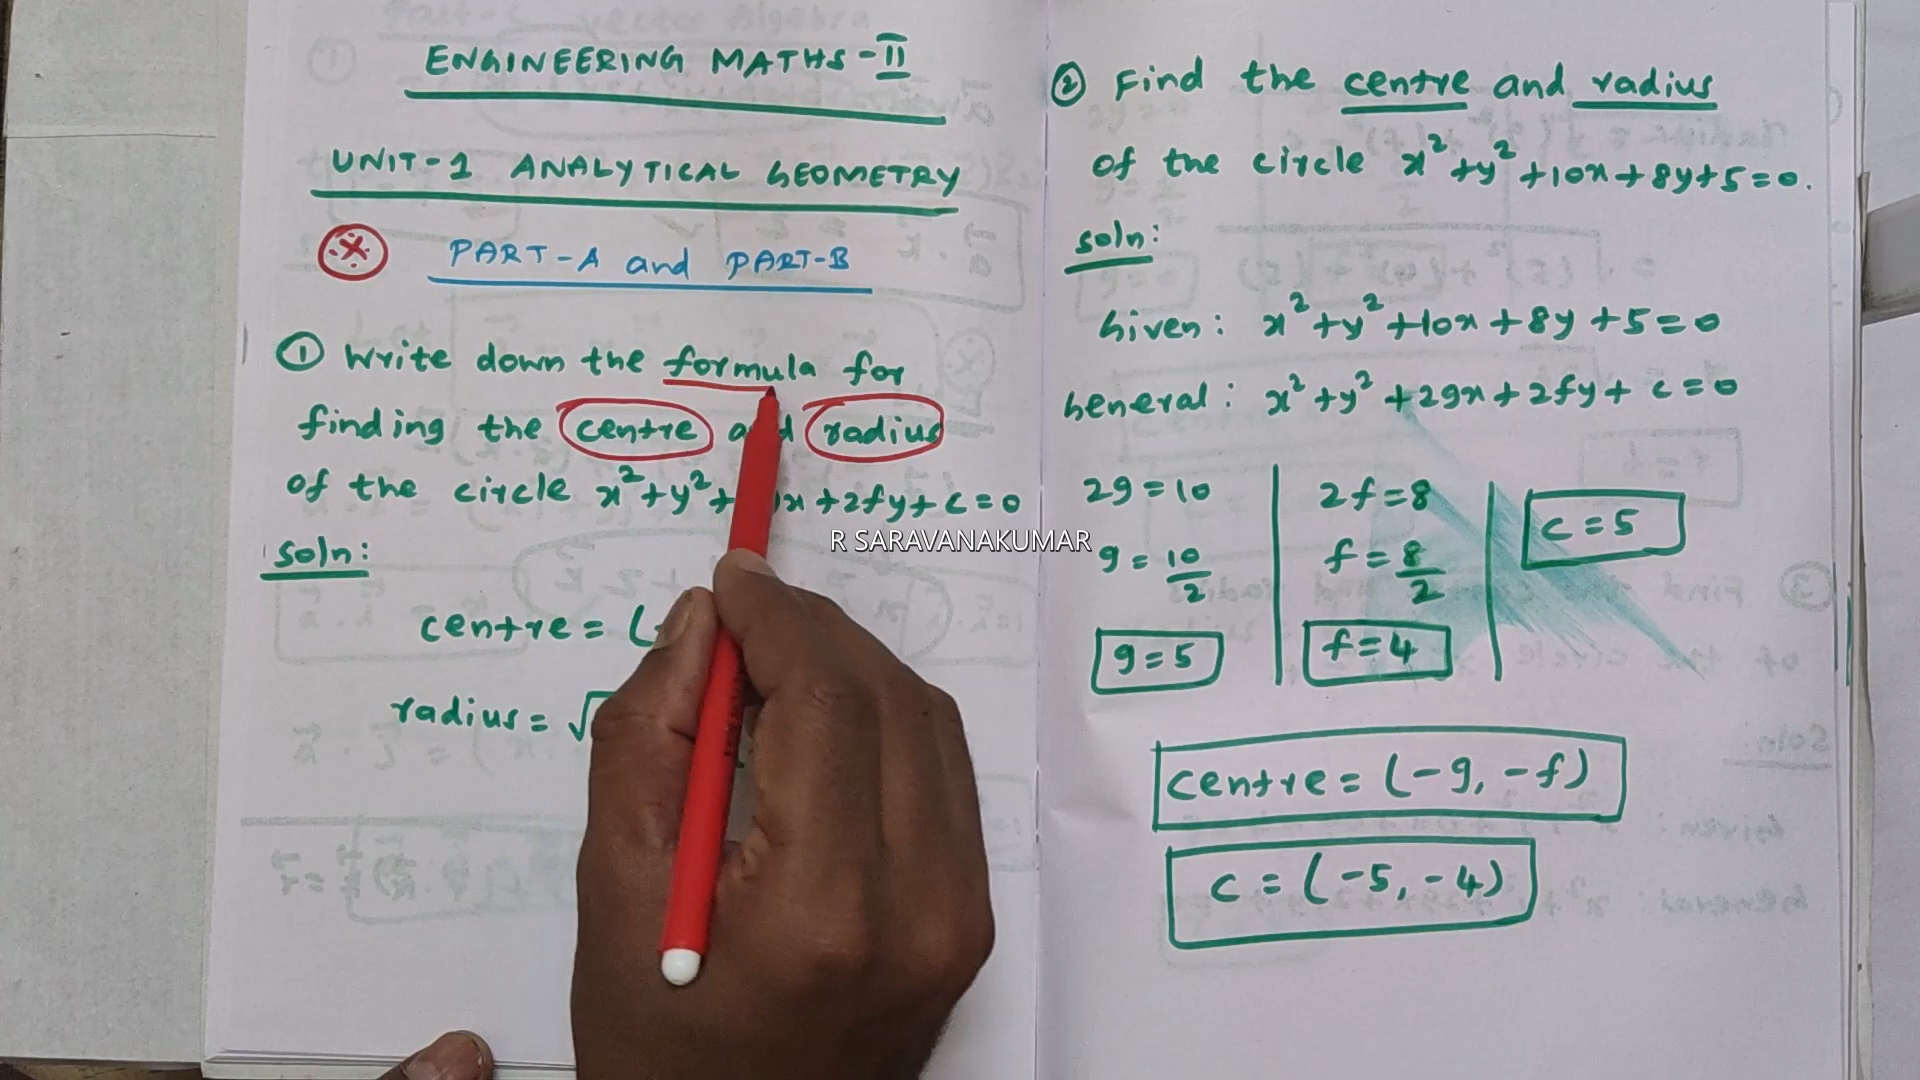 ENGINEERING MATHS-II
UNIT-1 ANALYTICAL GEOMETRY
PART-A and PART-B
① Write down the formula for
finding the centre and radius
of the circle x²+y²+ x+2fy+c=0
soln:
centre = (-
radius = √
② Find the centre and radius
of the circle x²+y²+10x+8y+5=0.
soln:
Given: x²+y²+10x+8y+5=0
General: x²+y²+2gx+2fy+c=0
2g=10
g=10/2
g=5
2f=8
f=8/2
f=4
c=5
centre = (-g, -f)
c = (-5, -4)
R SARAVANAKUMAR